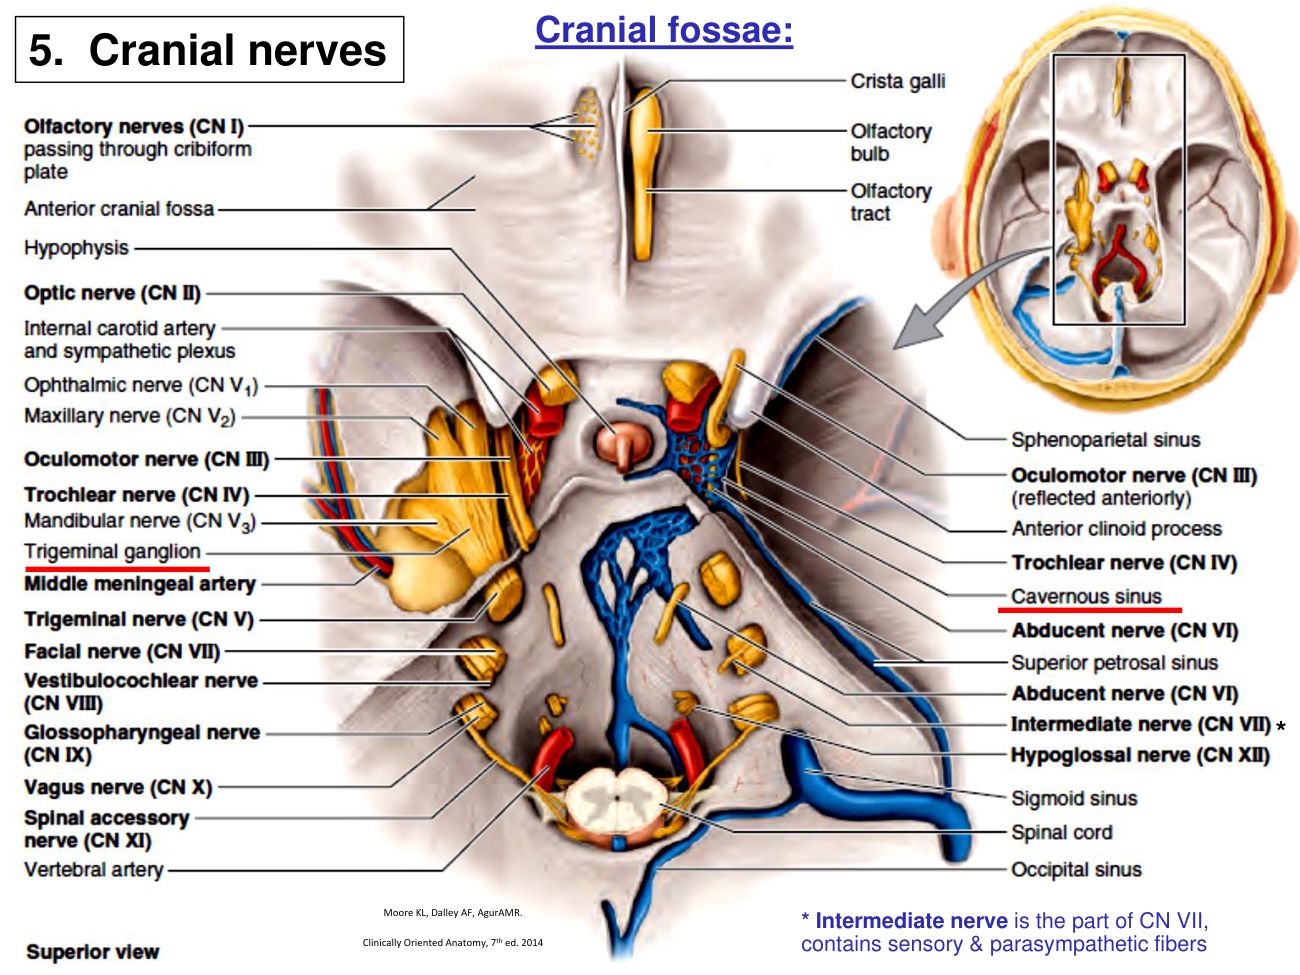 5. Cranial nerves
Cranial fossae:
Olfactory nerves (CN I)
passing through cribiform
plate
Anterior cranial fossa
Hypophysis
Optic nerve (CN II)
Internal carotid artery
and sympathetic plexus
Ophthalmic nerve (CN V₁)
Maxillary nerve (CN V₂)
Oculomotor nerve (CN III)
Trochlear nerve (CN IV)
Mandibular nerve (CN V₃)
Trigeminal ganglion
Middle meningeal artery
Trigeminal nerve (CN V)
Facial nerve (CN VII)
Vestibulocochlear nerve
(CN VIII)
Glossopharyngeal nerve
(CN IX)
Vagus nerve (CN X)
Spinal accessory
nerve (CN XI)
Vertebral artery
Superior view
Crista galli
Olfactory
bulb
Olfactory
tract
Sphenoparietal sinus
Oculomotor nerve (CN III)
(reflected anteriorly)
Anterior clinoid process
Trochlear nerve (CN IV)
Cavernous sinus
Abducent nerve (CN VI)
Superior petrosal sinus
Abducent nerve (CN VI)
Intermediate nerve (CN VII) *
Hypoglossal nerve (CN XII)
Sigmoid sinus
Spinal cord
Occipital sinus
Moore KL, Dalley AF, AgurAMR.
Clinically Oriented Anatomy, 7th ed. 2014
* Intermediate nerve is the part of CN VII,
contains sensory & parasympathetic fibers